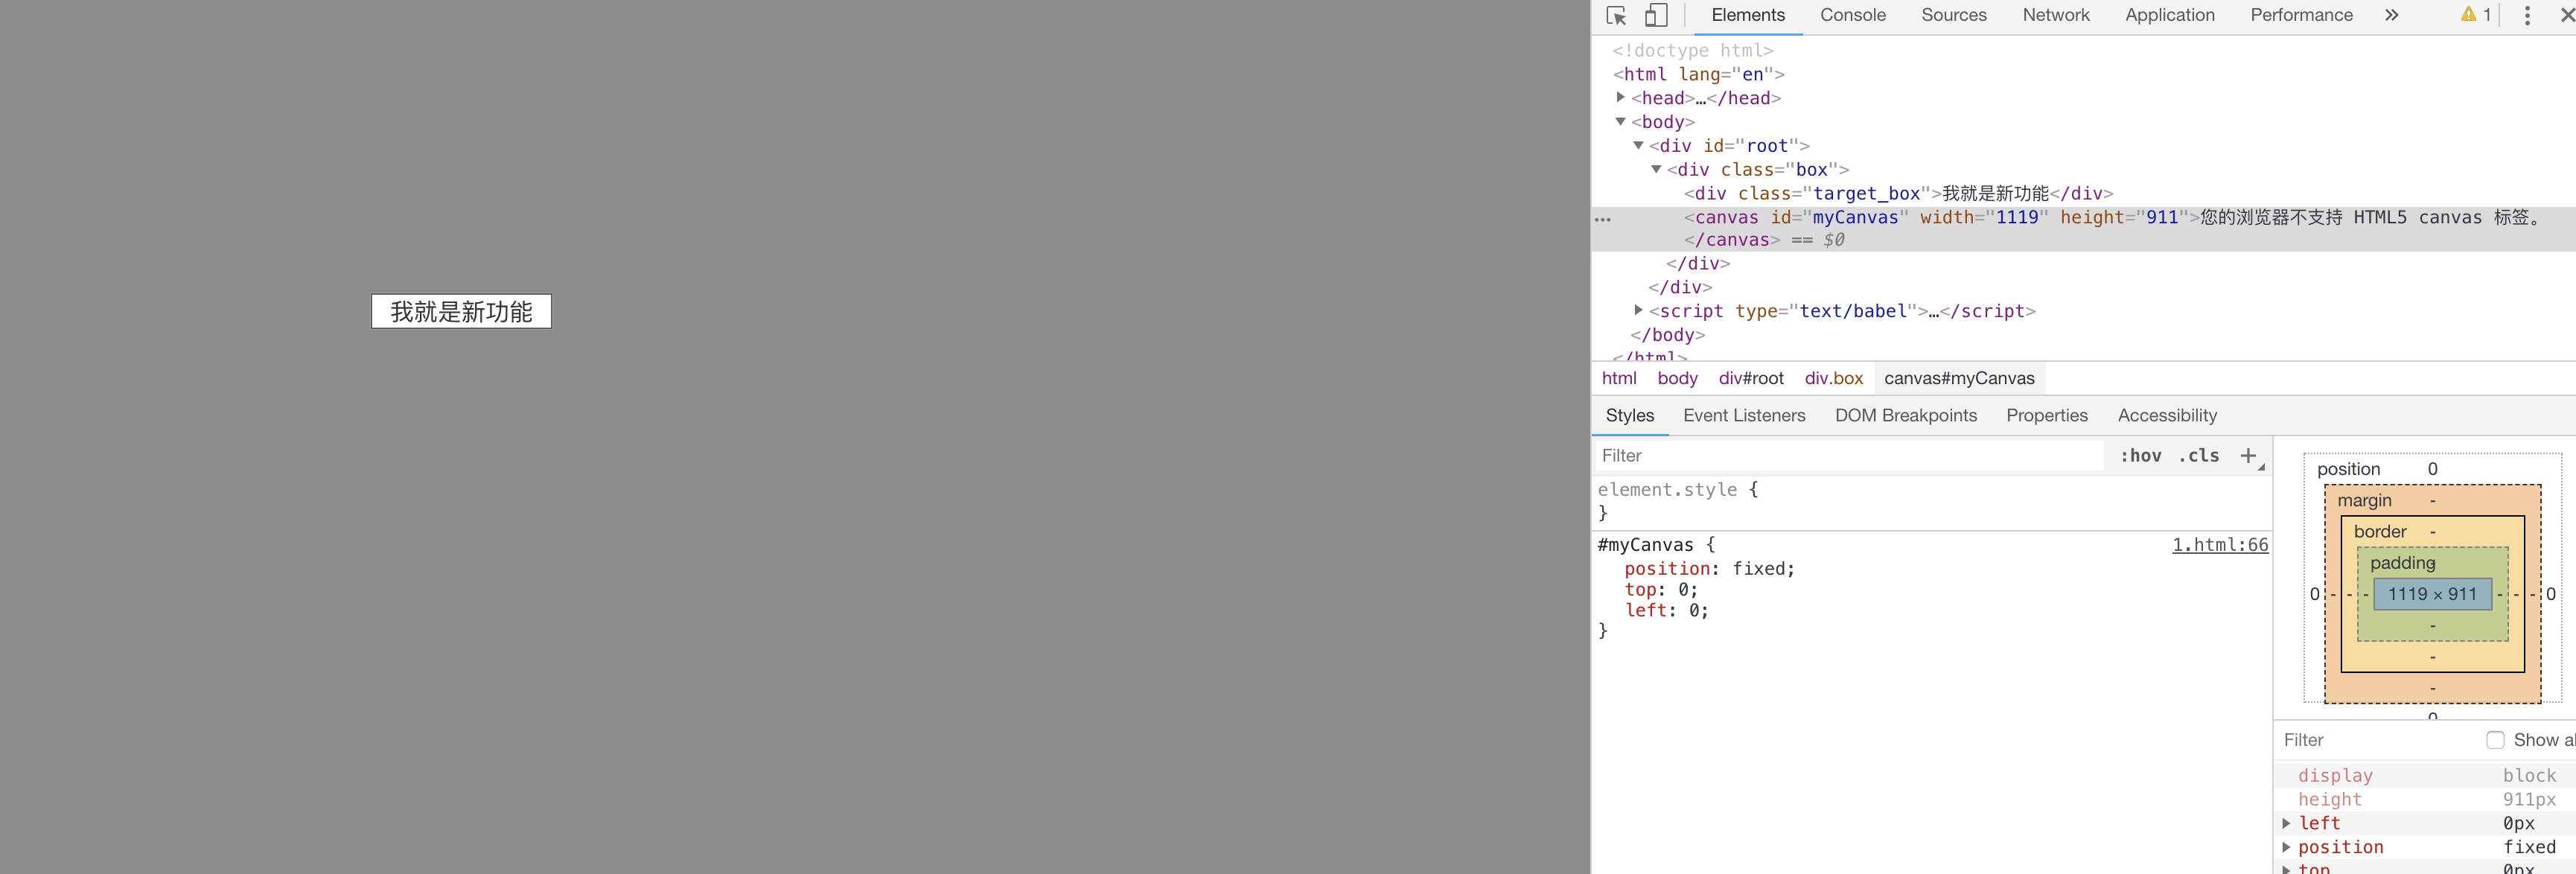 我就是新功能
Elements Console Sources Network Application Performance » 1
<!doctype html>
<html lang="en">
<head>…</head>
<body>
<div id="root">
<div class="box">
<div class="target_box">我就是新功能</div>
<canvas id="myCanvas" width="1119" height="911">您的浏览器不支持 HTML5 canvas 标签。
</canvas> == $0
</div>
</div>
<script type="text/babel">…</script>
</body>
</html>
html body div#root div.box canvas#myCanvas
Styles Event Listeners DOM Breakpoints Properties Accessibility
Filter :hov .cls +
element.style {
}
#myCanvas { 1.html:66
position: fixed;
top: 0;
left: 0;
}
position 0
margin -
border -
padding -
0 - - - 1119 × 911 - - - 0
-
-
-
0
Filter Show al
display block
height 911px
left 0px
position fixed
top 0px